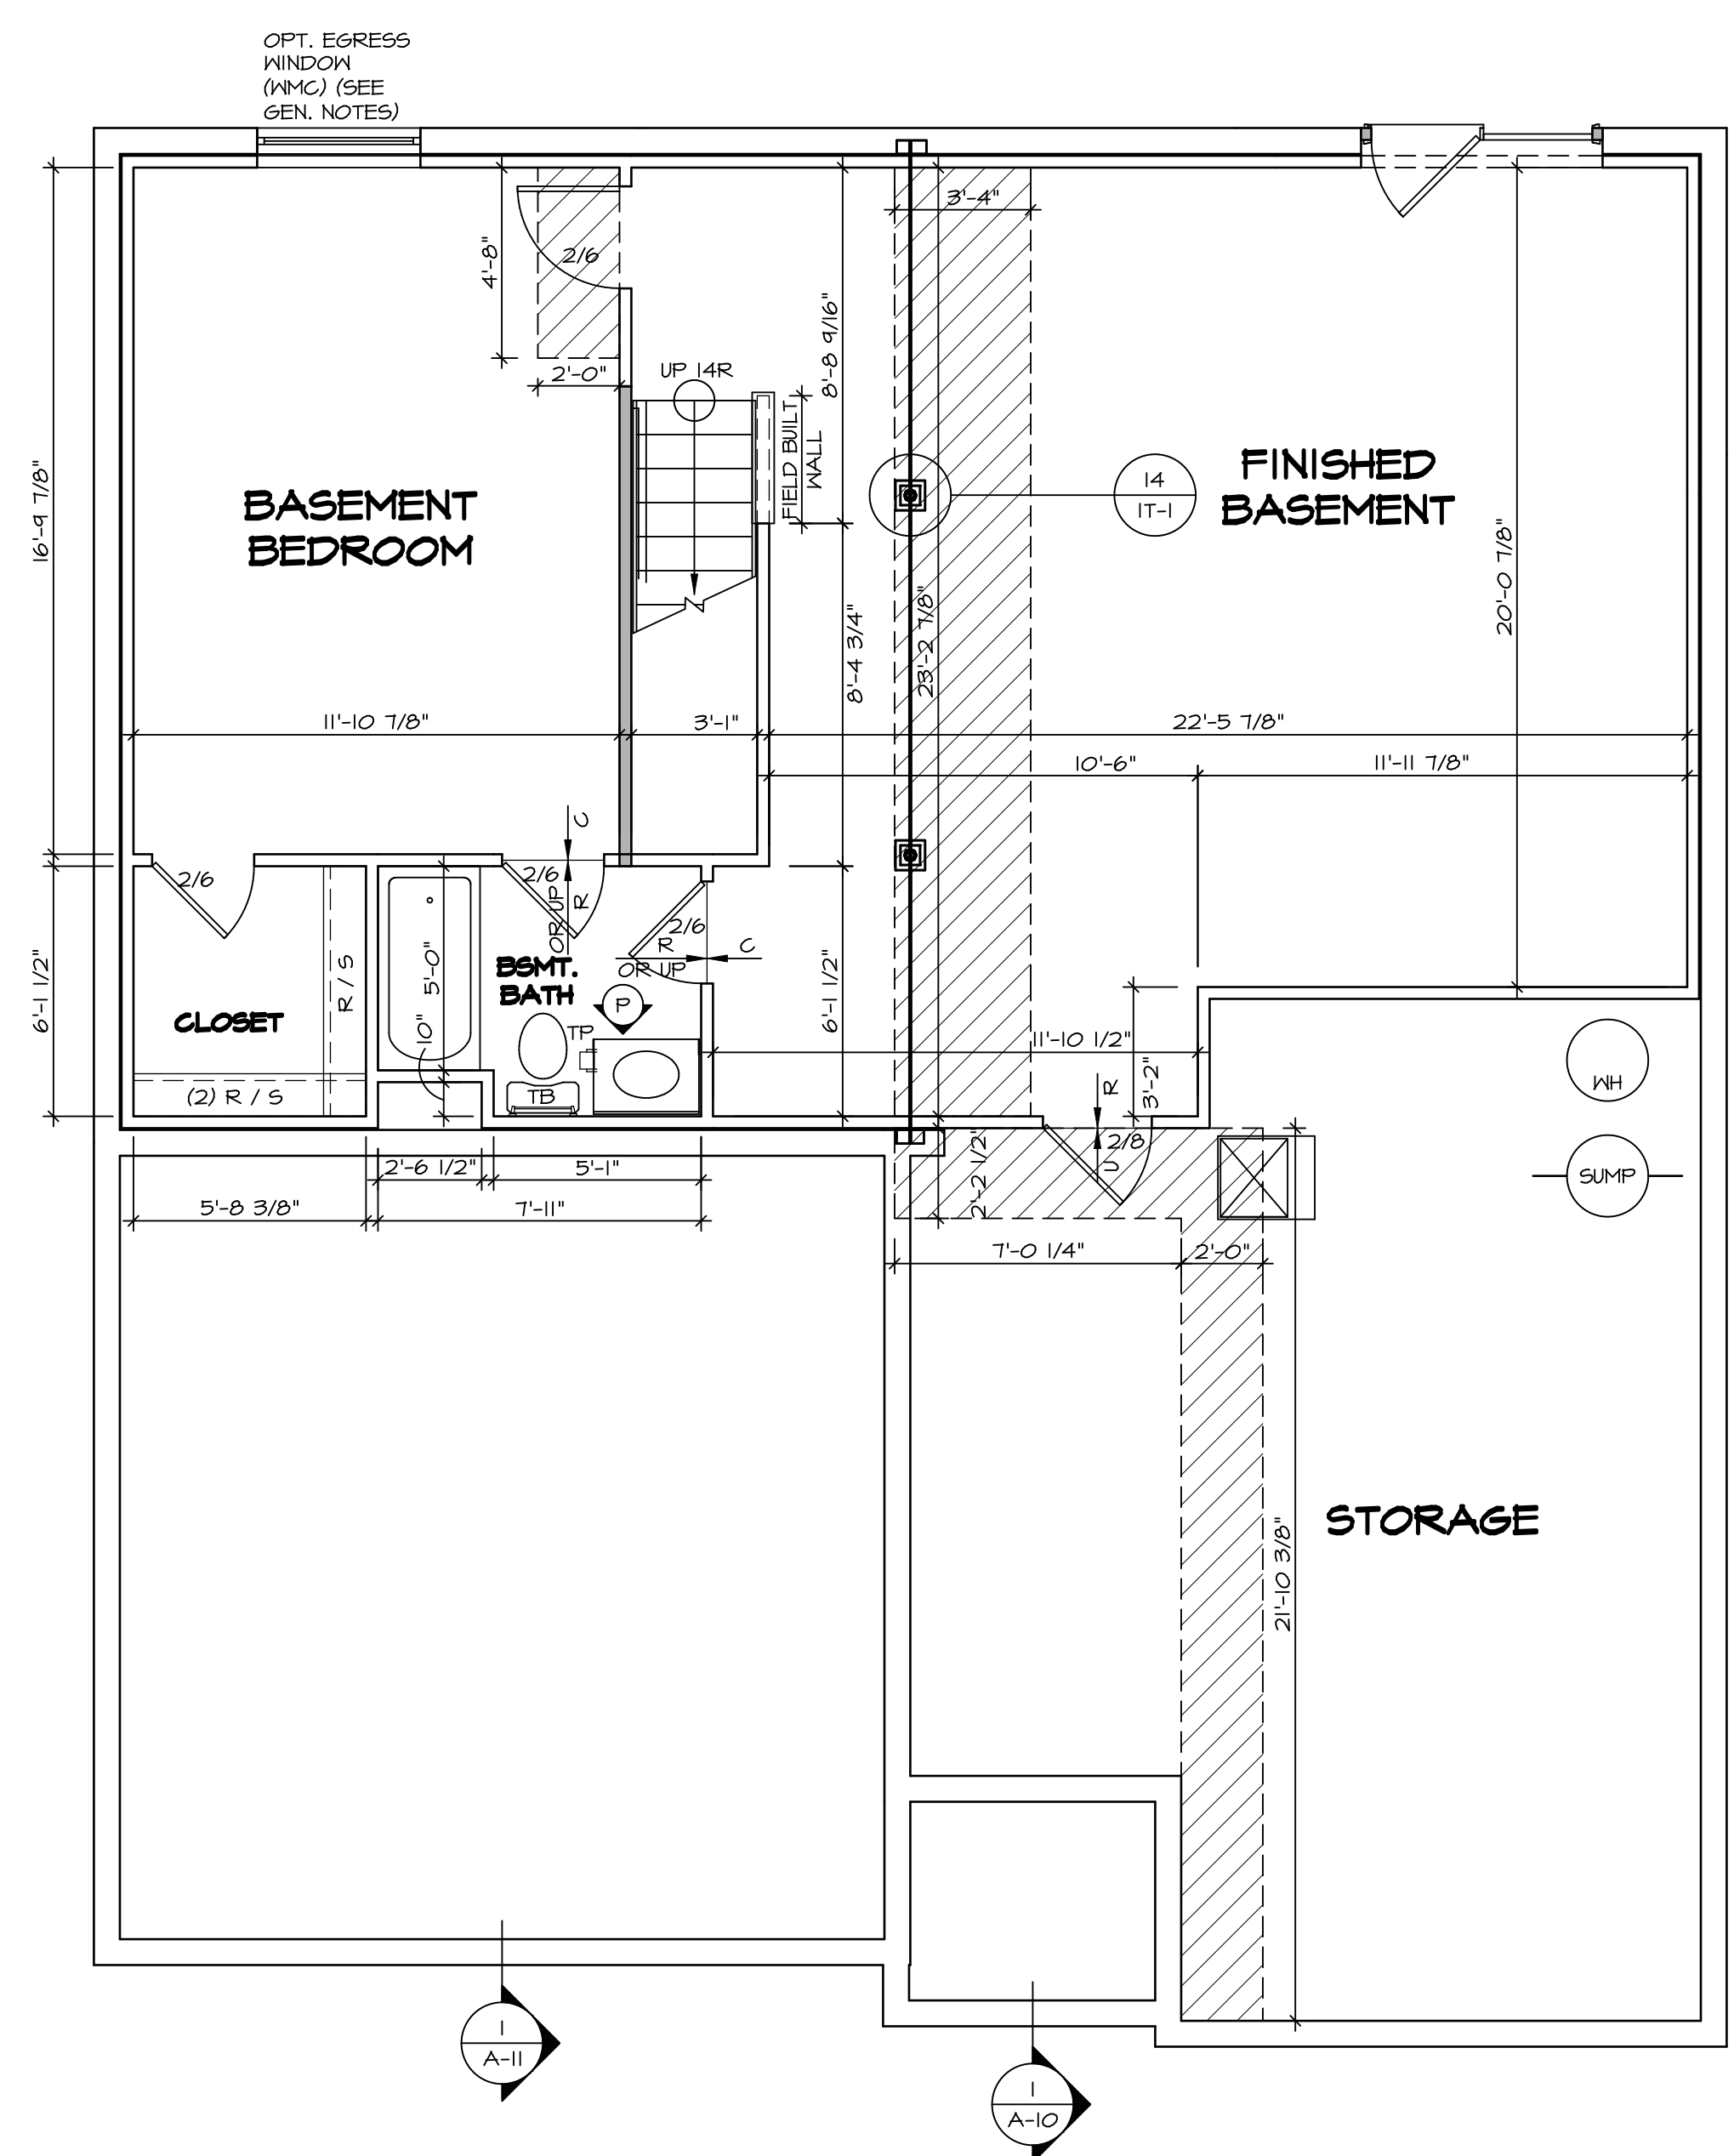 OPT. EGRESS
WINDOW
(WMC) (SEE
GEN. NOTES)
3'-4"
2/6
4'-8"
2'-0"
UP 14R
8'-8 9/16"
FIELD BUILT
WALL
14
1T-1
FINISHED
BASEMENT
BASEMENT
BEDROOM
16'-9 7/8"
20'-0 7/8"
23'-2 7/8"
8'-4 3/4"
11'-10 7/8"
3'-1"
22'-5 7/8"
10'-6"
11'-11 7/8"
C
2/6
2/6
OR UP
R
2/6
R
C
OR UP
BSMT.
BATH
5'-0"
R / S
6'-1 1/2"
6'-1 1/2"
CLOSET
P
TP
10"
11'-10 1/2"
WH
(2) R / S
TB
R
3'-2"
2/8
U
2'-2 1/2"
2'-6 1/2"
5'-1"
SUMP
5'-8 3/8"
7'-11"
7'-0 1/4"
2'-0"
STORAGE
21'-10 3/8"
1
A-11
1
A-10